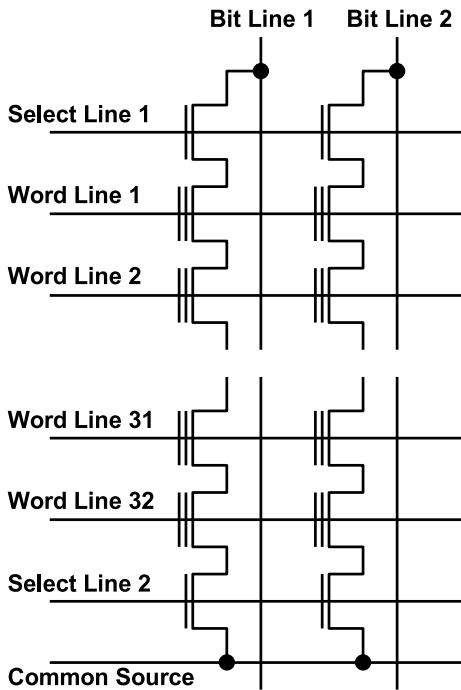 Bit Line 1 Bit Line 2
Select Line 1
Word Line 1
Word Line 2
Word Line 31
Word Line 32
Select Line 2
Common Source